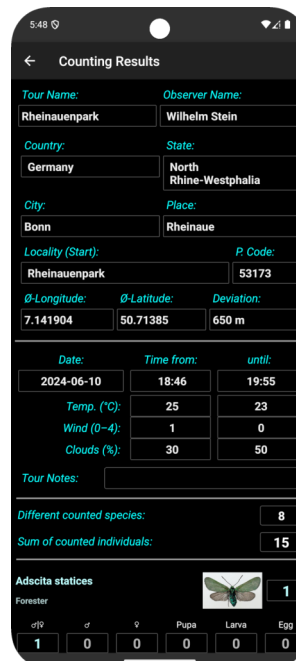 5:48
Counting Results
Tour Name: Observer Name:
Rheinauenpark Wilhelm Stein
Country: State:
Germany North
Rhine-Westphalia
City: Place:
Bonn Rheinaue
Locality (Start): P. Code:
Rheinauenpark 53173
Ø-Longitude: Ø-Latitude: Deviation:
7.141904 50.71385 650 m
Date: Time from: until:
2024-06-10 18:46 19:55
Temp. (°C): 25 23
Wind (0–4): 1 0
Clouds (%): 30 50
Tour Notes:
Different counted species: 8
Sum of counted individuals: 15
Adscita statices 1
Forester
♂|♀ ♂ ♀ Pupa Larva Egg
1 0 0 0 0 0